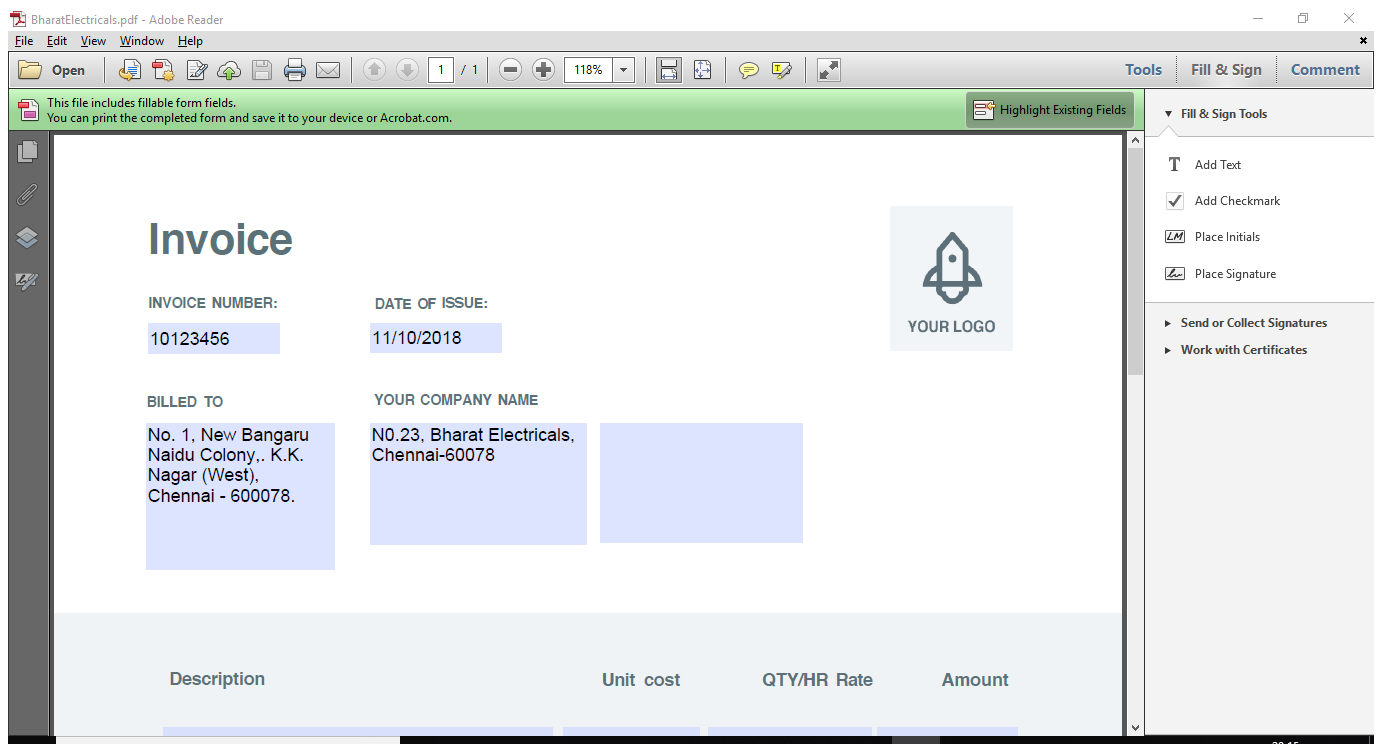 BharatElectricals.pdf - Adobe Reader
File Edit View Window Help
Open 1 / 1 118% Tools Fill & Sign Comment
This file includes fillable form fields.
You can print the completed form and save it to your device or Acrobat.com.
Highlight Existing Fields
Fill & Sign Tools
T Add Text
Add Checkmark
LM Place Initials
Place Signature
Send or Collect Signatures
Work with Certificates
Invoice
YOUR LOGO
INVOICE NUMBER: DATE OF ISSUE:
10123456 11/10/2018
BILLED TO YOUR COMPANY NAME
No. 1, New Bangaru
Naidu Colony,. K.K.
Nagar (West),
Chennai - 600078.
N0.23, Bharat Electricals,
Chennai-60078
Description Unit cost QTY/HR Rate Amount